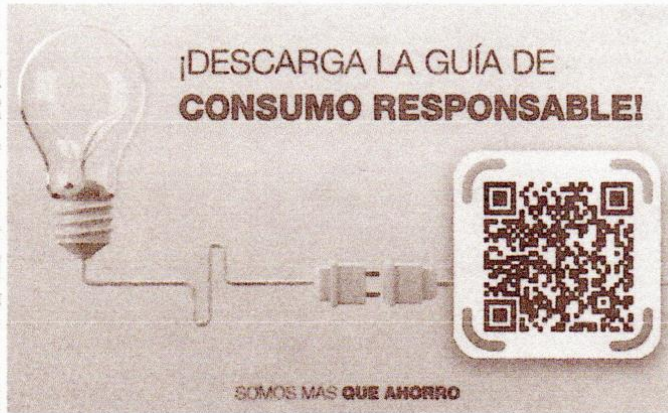 ¡DESCARGA LA GUÍA DE
CONSUMO RESPONSABLE!
SOMOS MAS QUE AHORRO